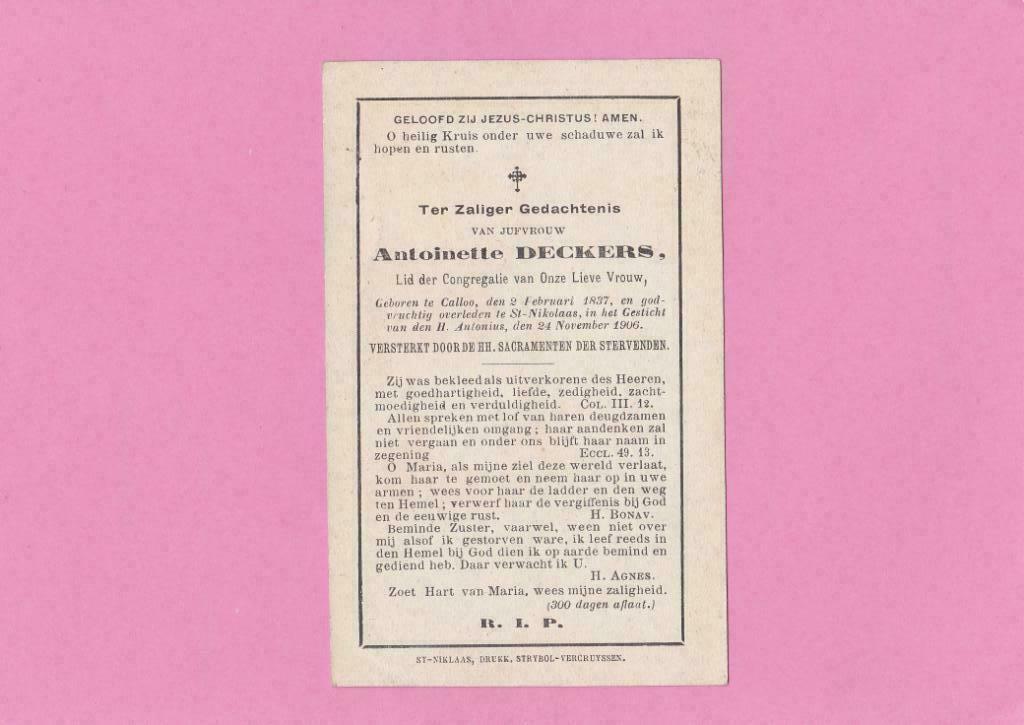 GELOOFD ZIJ JEZUS-CHRISTUS! AMEN.
O heilig Kruis onder uwe schaduwe zal ik
hopen en rusten.
Ter Zaliger Gedachtenis
VAN JUFVROUW
Antoinette DECKERS,
Lid der Congregatie van Onze Lieve Vrouw,
Geboren te Calloo, den 2 Februari 1837, en god-
vruchtig overleden te St-Nikolaas, in het Gesticht
van den H. Antonius, den 24 November 1906.
VERSTERKT DOOR DE HH. SACRAMENTEN DER STERVENDEN.
Zij was bekleed als uitverkorene des Heeren,
met goedhartigheid, liefde, zedigheid, zacht-
moedigheid en verduldigheid. COL. III. 12.
Allen spreken met lof van haren deugdzamen
en vriendelijken omgang; haar aandenken zal
niet vergaan en onder ons blijft haar naam in
zegening ECCL. 49. 13.
O Maria, als mijne ziel deze wereld verlaat,
kom haar te gemoet en neem haar op in uwe
armen; wees voor haar de ladder en den weg
ten Hemel; verwerf haar de vergiffenis bij God
en de eeuwige rust. H. BONAV.
Beminde Zuster, vaarwel, ween niet over
mij alsof ik gestorven ware, ik leef reeds in
den Hemel bij God dien ik op aarde bemind en
gediend heb. Daar verwacht ik U.
H. AGNES.
Zoet Hart van Maria, wees mijne zaligheid.
(300 dagen aflaat.)
R. I. P.
ST-NIKLAAS, DRUKK, STRYBOL-VERCRUYSSEN.